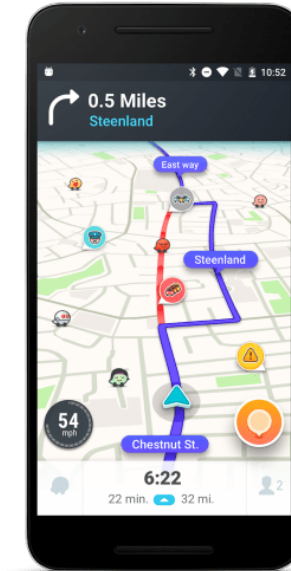 10:52
0.5 Miles
Steenland
East way
Steenland
54
mph
Chestnut St.
6:22
22 min. 32 mi.
2